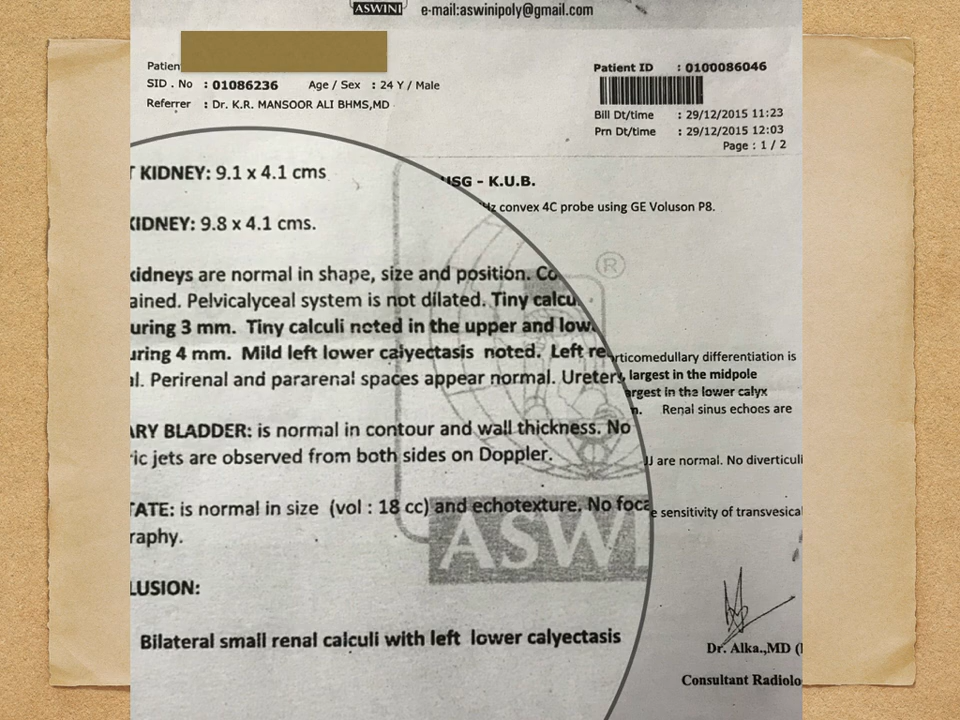 ASWINI
e-mail:aswinipoly@gmail.com
Patien
SID . No : 01086236 Age / Sex : 24 Y / Male
Referrer : Dr. K.R. MANSOOR ALI BHMS,MD
Patient ID : 0100086046
Bill Dt/time : 29/12/2015 11:23
Prn Dt/time : 29/12/2015 12:03
Page : 1 / 2
USG - K.U.B.
Hz convex 4C probe using GE Voluson P8.
T KIDNEY: 9.1 x 4.1 cms
KIDNEY: 9.8 x 4.1 cms.
kidneys are normal in shape, size and position. Co
ained. Pelvicalyceal system is not dilated. Tiny calcu
uring 3 mm. Tiny calculi noted in the upper and low
uring 4 mm. Mild left lower calyectasis noted. Left re
al. Perirenal and pararenal spaces appear normal. Ureters
ARY BLADDER: is normal in contour and wall thickness. No
ric jets are observed from both sides on Doppler.
TATE: is normal in size (vol : 18 cc) and echotexture. No foca
raphy.
LUSION:
Bilateral small renal calculi with left lower calyectasis
®
ASWI
rticomedullary differentiation is
largest in the midpole
argest in the lower calyx
n. Renal sinus echoes are
UJ are normal. No diverticuli
e sensitivity of transvesical
Dr. Alka.,MD (
Consultant Radiolo